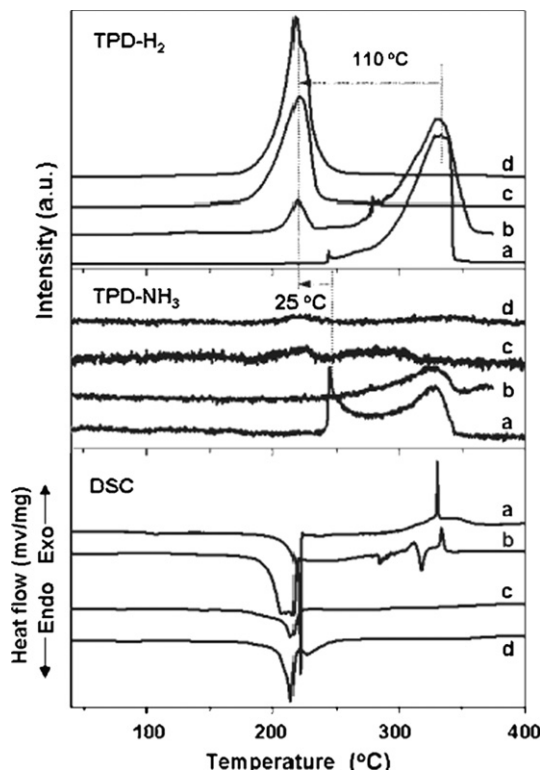 TPD-H₂
110 °C
d
c
b
a
Intensity (a.u.)
TPD-NH₃
25 °C
d
c
b
a
DSC
a
b
c
d
Heat flow (mv/mg)
Endo Exo
100 200 300 400
Temperature (°C)